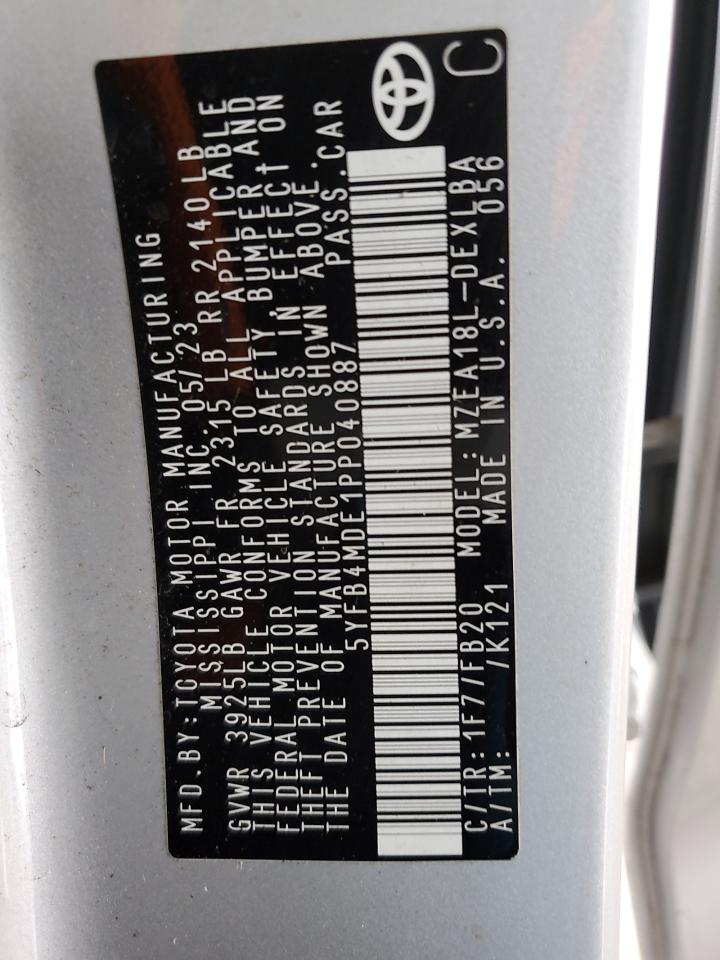 MFD.BY:TOYOTA MOTOR MANUFACTURING
MISSISSIPPI INC. 05/23
GVWR 3925LB GAWR FR 2315 LB RR 2140 LB
THIS VEHICLE CONFORMS TO ALL APPLICABLE
FEDERAL MOTOR VEHICLE SAFETY, BUMPER, AND
THEFT PREVENTION STANDARDS IN EFFECT ON
THE DATE OF MANUFACTURE SHOWN ABOVE.
5YFB4MDE1PP040887 PASS.CAR
C/TR:1F7/FB20 MODEL:MZEA18L-DEXLBA
A/TM: /K121 MADE IN U.S.A. 056
C